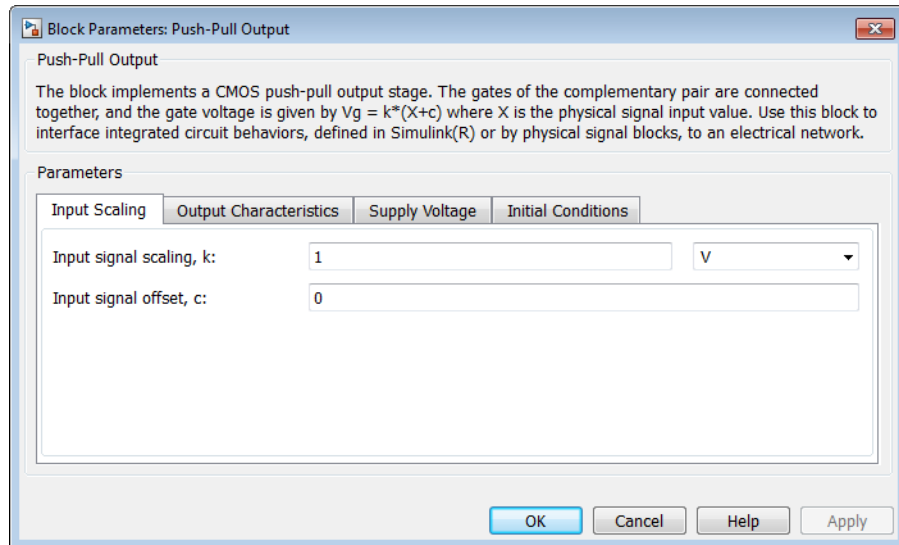 Block Parameters: Push-Pull Output
Push-Pull Output
The block implements a CMOS push-pull output stage. The gates of the complementary pair are connected
together, and the gate voltage is given by Vg = k*(X+c) where X is the physical signal input value. Use this block to
interface integrated circuit behaviors, defined in Simulink(R) or by physical signal blocks, to an electrical network.
Parameters
Input Scaling Output Characteristics Supply Voltage Initial Conditions
Input signal scaling, k: 1 V
Input signal offset, c: 0
OK Cancel Help Apply